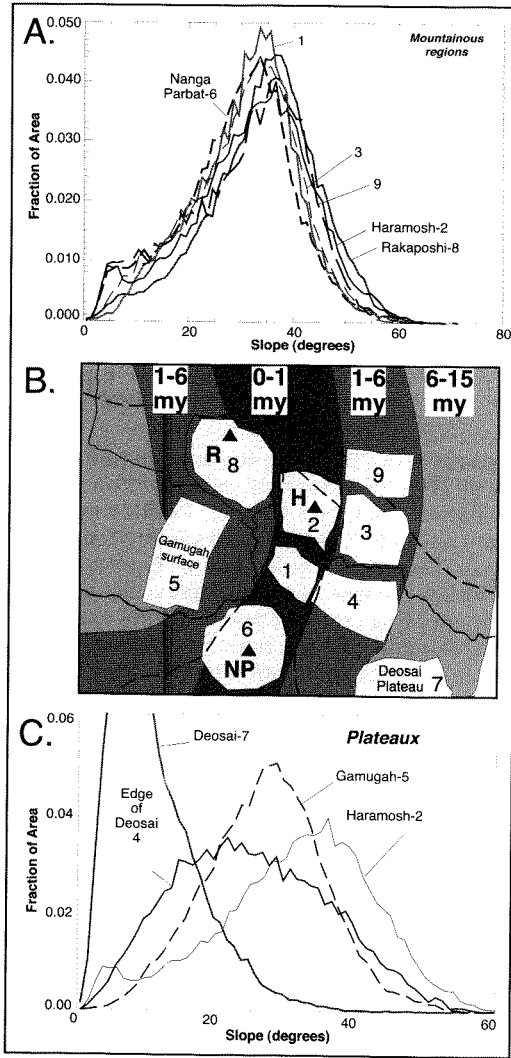 A.
Mountainous
regions
Fraction of Area
0.050
0.040
0.030
0.020
0.010
0.000
Nanga
Parbat-6
1
3
9
Haramosh-2
Rakaposhi-8
0
20
40
60
80
Slope (degrees)
B.
1-6
my
0-1
my
1-6
my
6-15
my
R
8
9
H
2
3
Gamugah
surface
5
1
4
6
NP
Deosai
Plateau 7
C.
Plateaux
Fraction of Area
0.06
0.04
0.02
0.00
Deosai-7
Gamugah-5
Edge of
Deosai
4
Haramosh-2
20
40
60
Slope (degrees)